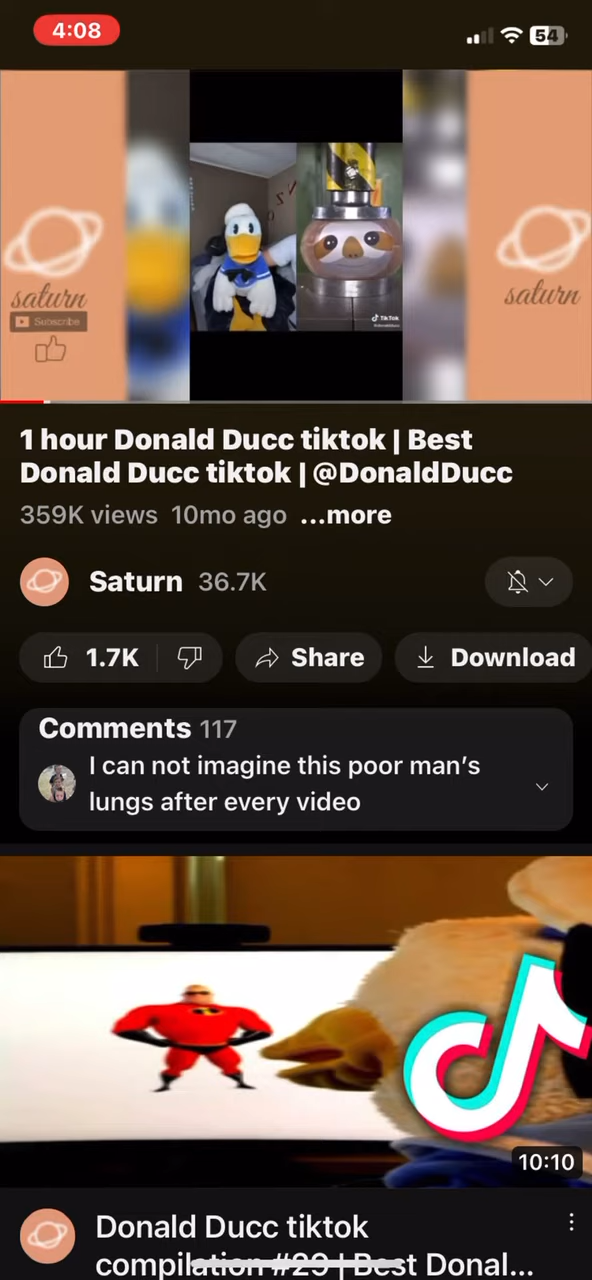 4:08
54
saturn
Subscribe
saturn
TikTok
1 hour Donald Ducc tiktok | Best
Donald Ducc tiktok | @DonaldDucc
359K views 10mo ago ...more
Saturn 36.7K
1.7K
Share
Download
Comments 117
I can not imagine this poor man's
lungs after every video
10:10
Donald Ducc tiktok
compilation #29 | Best Donal...